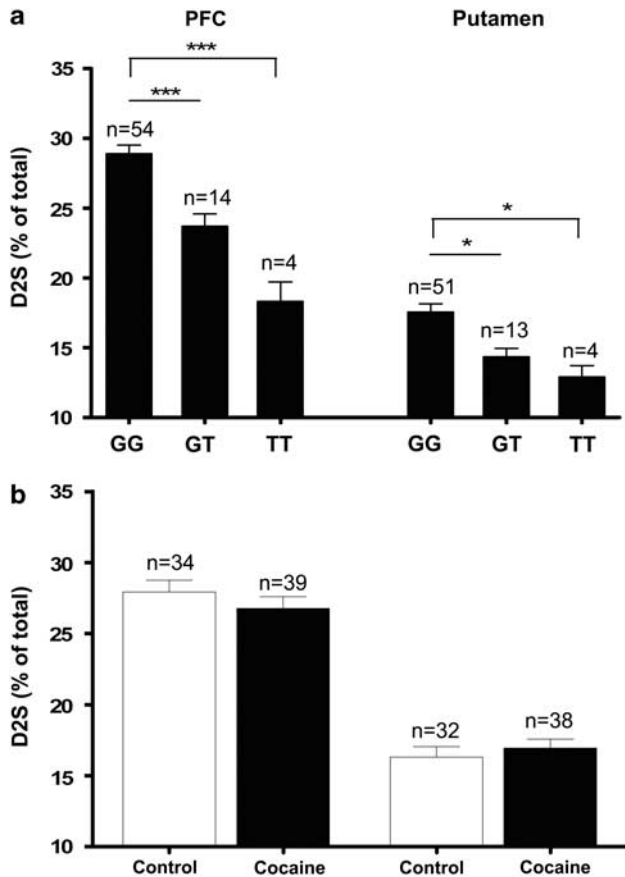 a
PFC Putamen
D2S (% of total)
35
30
25
20
15
10
***
***
n=54
n=14
n=4
*
*
n=51
n=13
n=4
GG GT TT GG GT TT
b
D2S (% of total)
35
30
25
20
15
10
n=34
n=39
n=32
n=38
Control Cocaine Control Cocaine